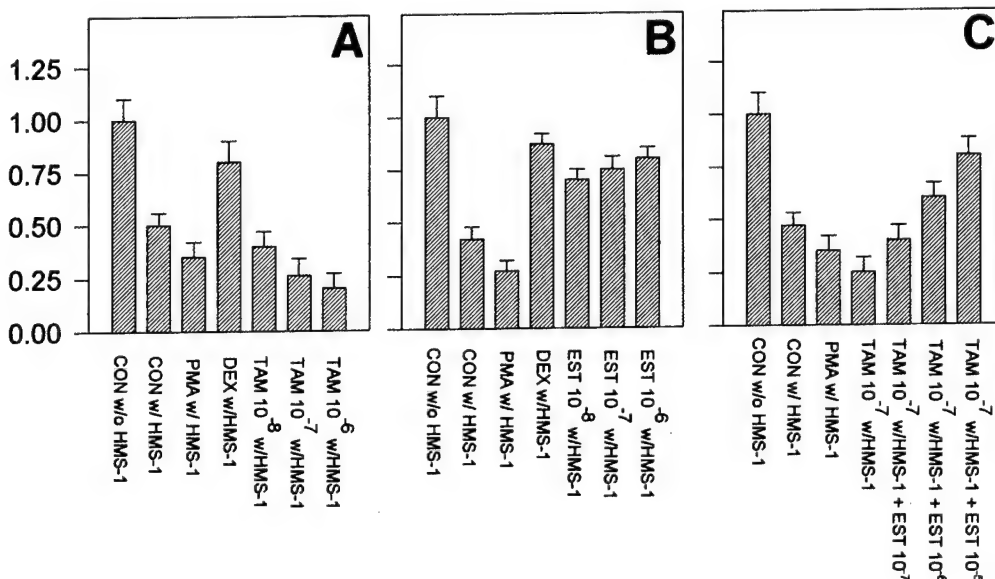 A
B
C
1.25
1.00
0.75
0.50
0.25
0.00
CON w/o HMS-1
CON w/ HMS-1
PMA w/ HMS-1
DEX w/HMS-1
TAM 10⁻⁸ w/HMS-1
TAM 10⁻⁷ w/HMS-1
TAM 10⁻⁶ w/HMS-1
CON w/o HMS-1
CON w/ HMS-1
PMA w/ HMS-1
DEX w/HMS-1
EST 10⁻⁸ w/HMS-1
EST 10⁻⁷ w/HMS-1
EST 10⁻⁶ w/HMS-1
CON w/o HMS-1
CON w/ HMS-1
PMA w/ HMS-1
TAM 10⁻⁷ w/HMS-1
TAM 10⁻⁷ w/HMS-1 + EST 10⁻⁷
TAM 10⁻⁷ w/HMS-1 + EST 10⁻⁶
TAM 10⁻⁷ w/HMS-1 + EST 10⁻⁵